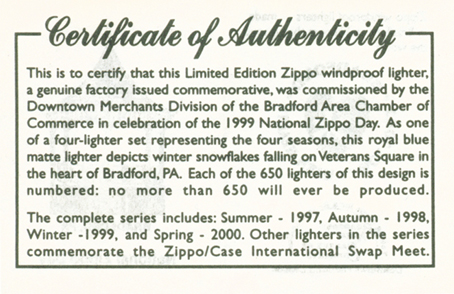 Certificate of Authenticity
This is to certify that this Limited Edition Zippo windproof lighter,
a genuine factory issued commemorative, was commissioned by the
Downtown Merchants Division of the Bradford Area Chamber of
Commerce in celebration of the 1999 National Zippo Day. As one
of a four-lighter set representing the four seasons, this royal blue
matte lighter depicts winter snowflakes falling on Veterans Square in
the heart of Bradford, PA. Each of the 650 lighters of this design is
numbered: no more than 650 will ever be produced.
The complete series includes: Summer - 1997, Autumn - 1998,
Winter -1999, and Spring - 2000. Other lighters in the series
commemorate the Zippo/Case International Swap Meet.